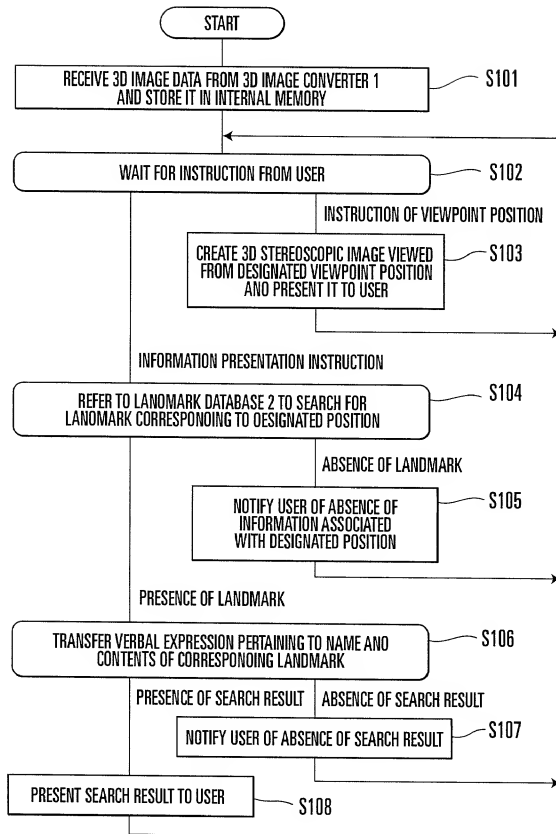 START
RECEIVE 3D IMAGE DATA FROM 3D IMAGE CONVERTER 1
AND STORE IT IN INTERNAL MEMORY
S101
WAIT FOR INSTRUCTION FROM USER
S102
INSTRUCTION OF VIEWPOINT POSITION
CREATE 3D STEREOSCOPIC IMAGE VIEWED
FROM DESIGNATED VIEWPOINT POSITION
AND PRESENT IT TO USER
S103
INFORMATION PRESENTATION INSTRUCTION
REFER TO LANDMARK DATABASE 2 TO SEARCH FOR
LANDMARK CORRESPONDING TO DESIGNATED POSITION
S104
ABSENCE OF LANDMARK
NOTIFY USER OF ABSENCE OF
INFORMATION ASSOCIATED
WITH DESIGNATED POSITION
S105
PRESENCE OF LANDMARK
TRANSFER VERBAL EXPRESSION PERTAINING TO NAME AND
CONTENTS OF CORRESPONDING LANDMARK
S106
PRESENCE OF SEARCH RESULT
ABSENCE OF SEARCH RESULT
NOTIFY USER OF ABSENCE OF SEARCH RESULT
S107
PRESENT SEARCH RESULT TO USER
S108